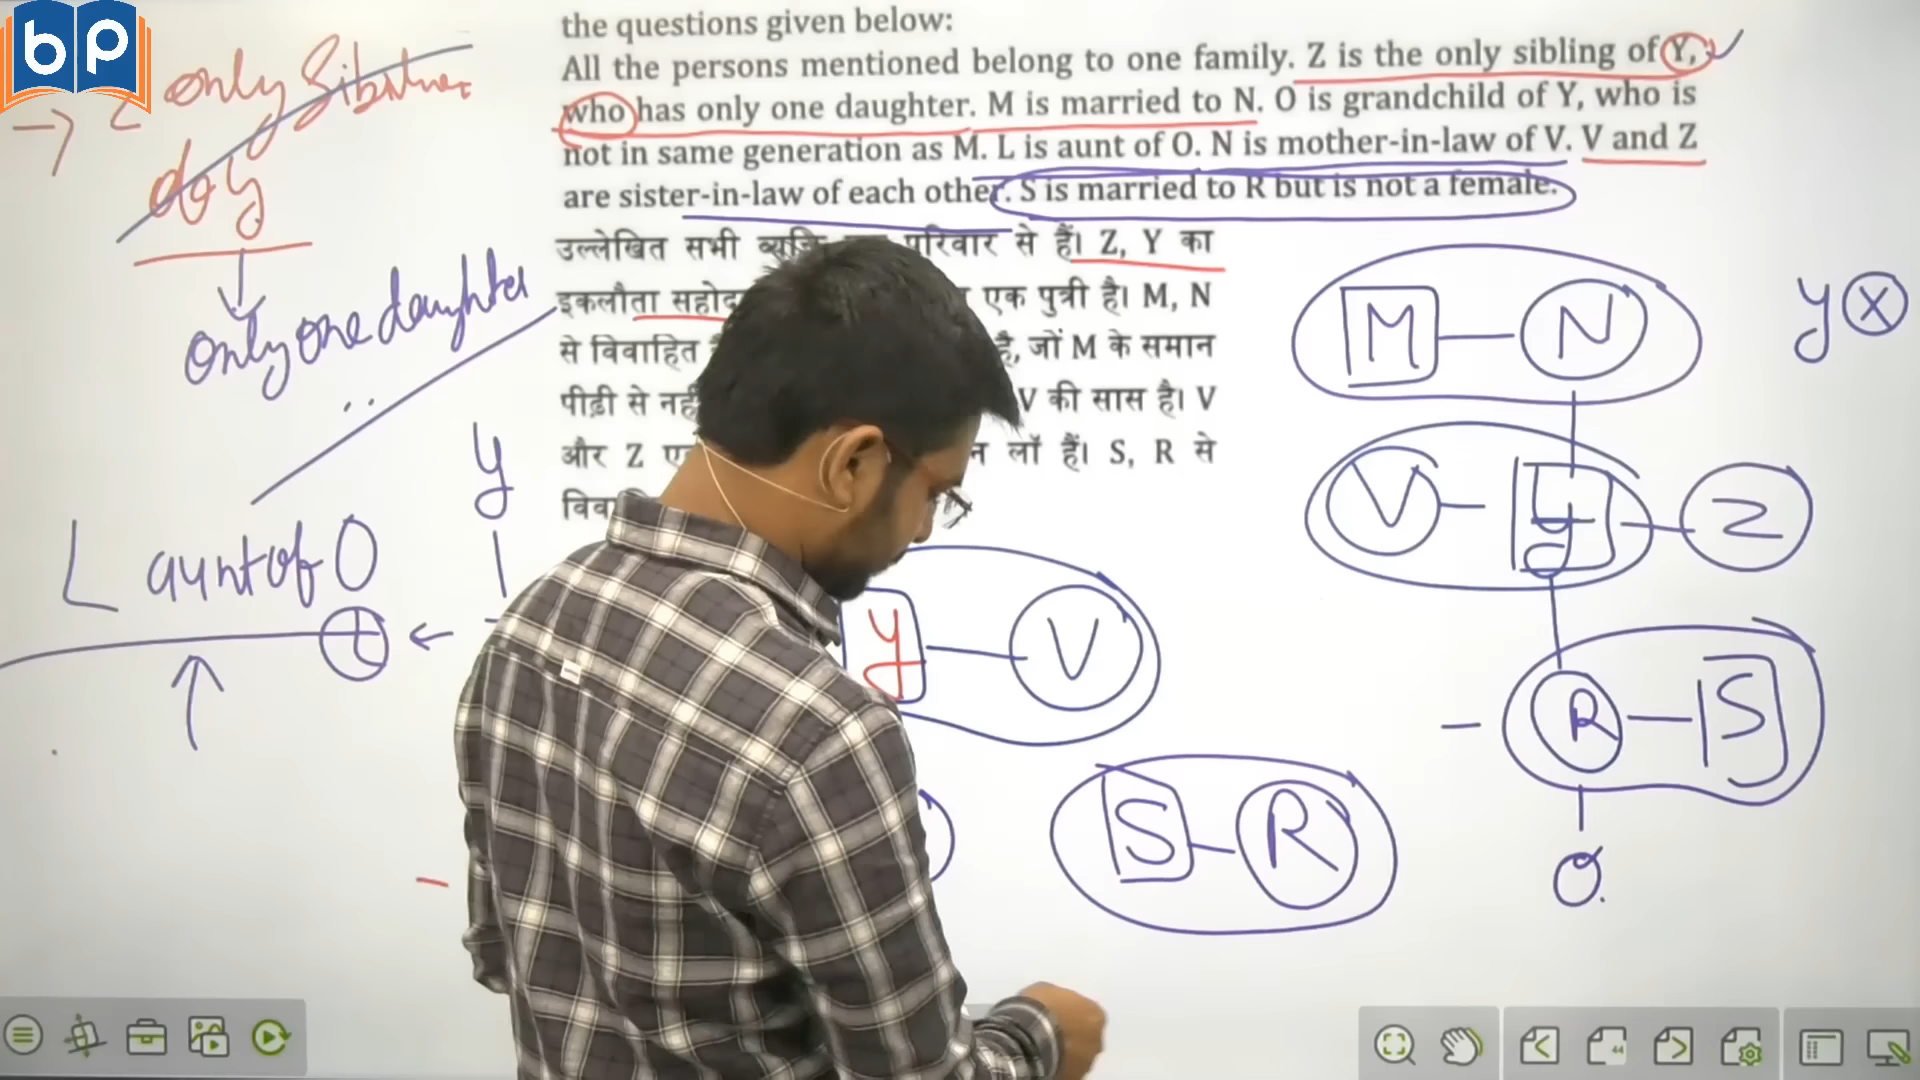 bp
the questions given below:
All the persons mentioned belong to one family. Z is the only sibling of Y,
who has only one daughter. M is married to N. O is grandchild of Y, who is
not in same generation as M. L is aunt of O. N is mother-in-law of V. V and Z
are sister-in-law of each other. S is married to R but is not a female.
उल्लेखित सभी व्यक्ति परिवार से हैं। Z, Y का
इकलौता एक पुत्री है। M, N
से विवाहित है, जों M के समान
पीढ़ी से V की सास है। V
और Z लॉ हैं। S, R से
only
of y
only one daughter
L aunt of O
y
M N
y X
V y Z
R S
O
y V
S R
44